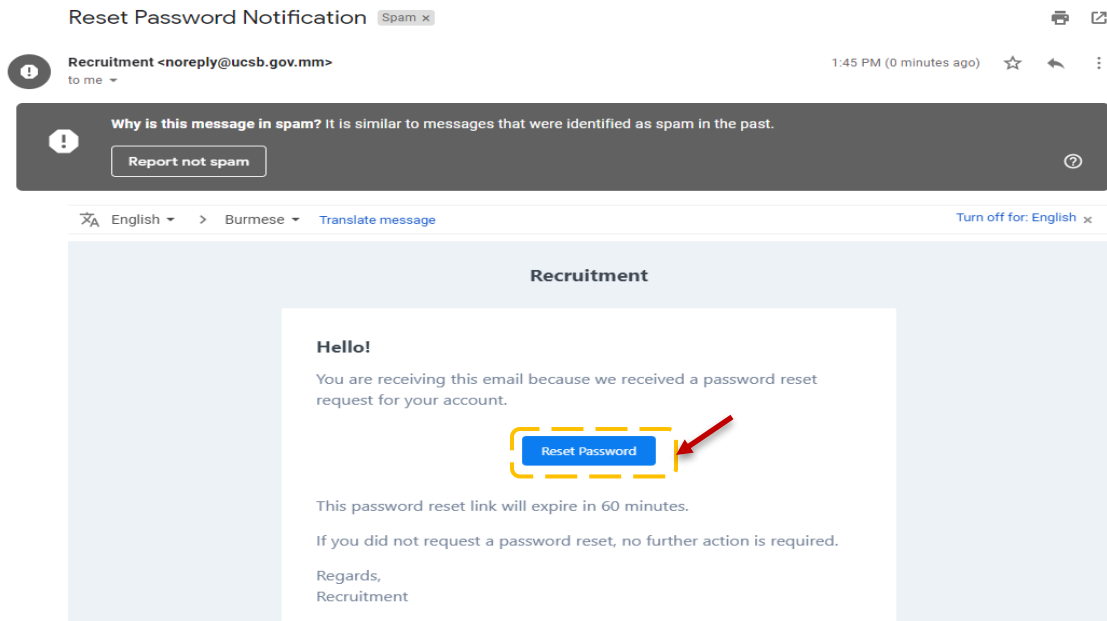 Reset Password Notification Spam ×
Recruitment <noreply@ucsb.gov.mm> 1:45 PM (0 minutes ago)
to me
Why is this message in spam? It is similar to messages that were identified as spam in the past.
Report not spam
English > Burmese Translate message Turn off for: English ×
Recruitment
Hello!
You are receiving this email because we received a password reset
request for your account.
Reset Password
This password reset link will expire in 60 minutes.
If you did not request a password reset, no further action is required.
Regards,
Recruitment